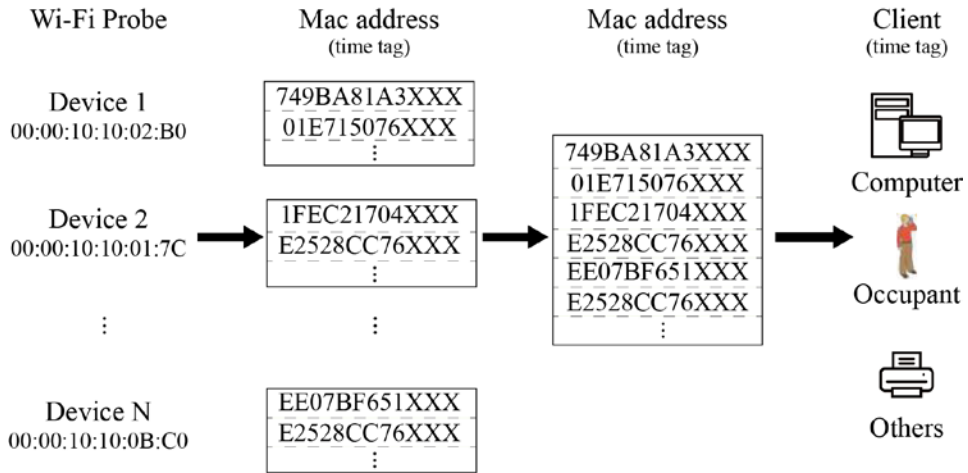 Wi-Fi Probe
Mac address
(time tag)
Mac address
(time tag)
Client
(time tag)
Device 1
00:00:10:10:02:B0
749BA81A3XXX
01E715076XXX
⋮
Device 2
00:00:10:10:01:7C
1FEC21704XXX
E2528CC76XXX
⋮
⋮
⋮
Device N
00:00:10:10:0B:C0
EE07BF651XXX
E2528CC76XXX
⋮
749BA81A3XXX
01E715076XXX
1FEC21704XXX
E2528CC76XXX
EE07BF651XXX
E2528CC76XXX
⋮
Computer
Occupant
Others